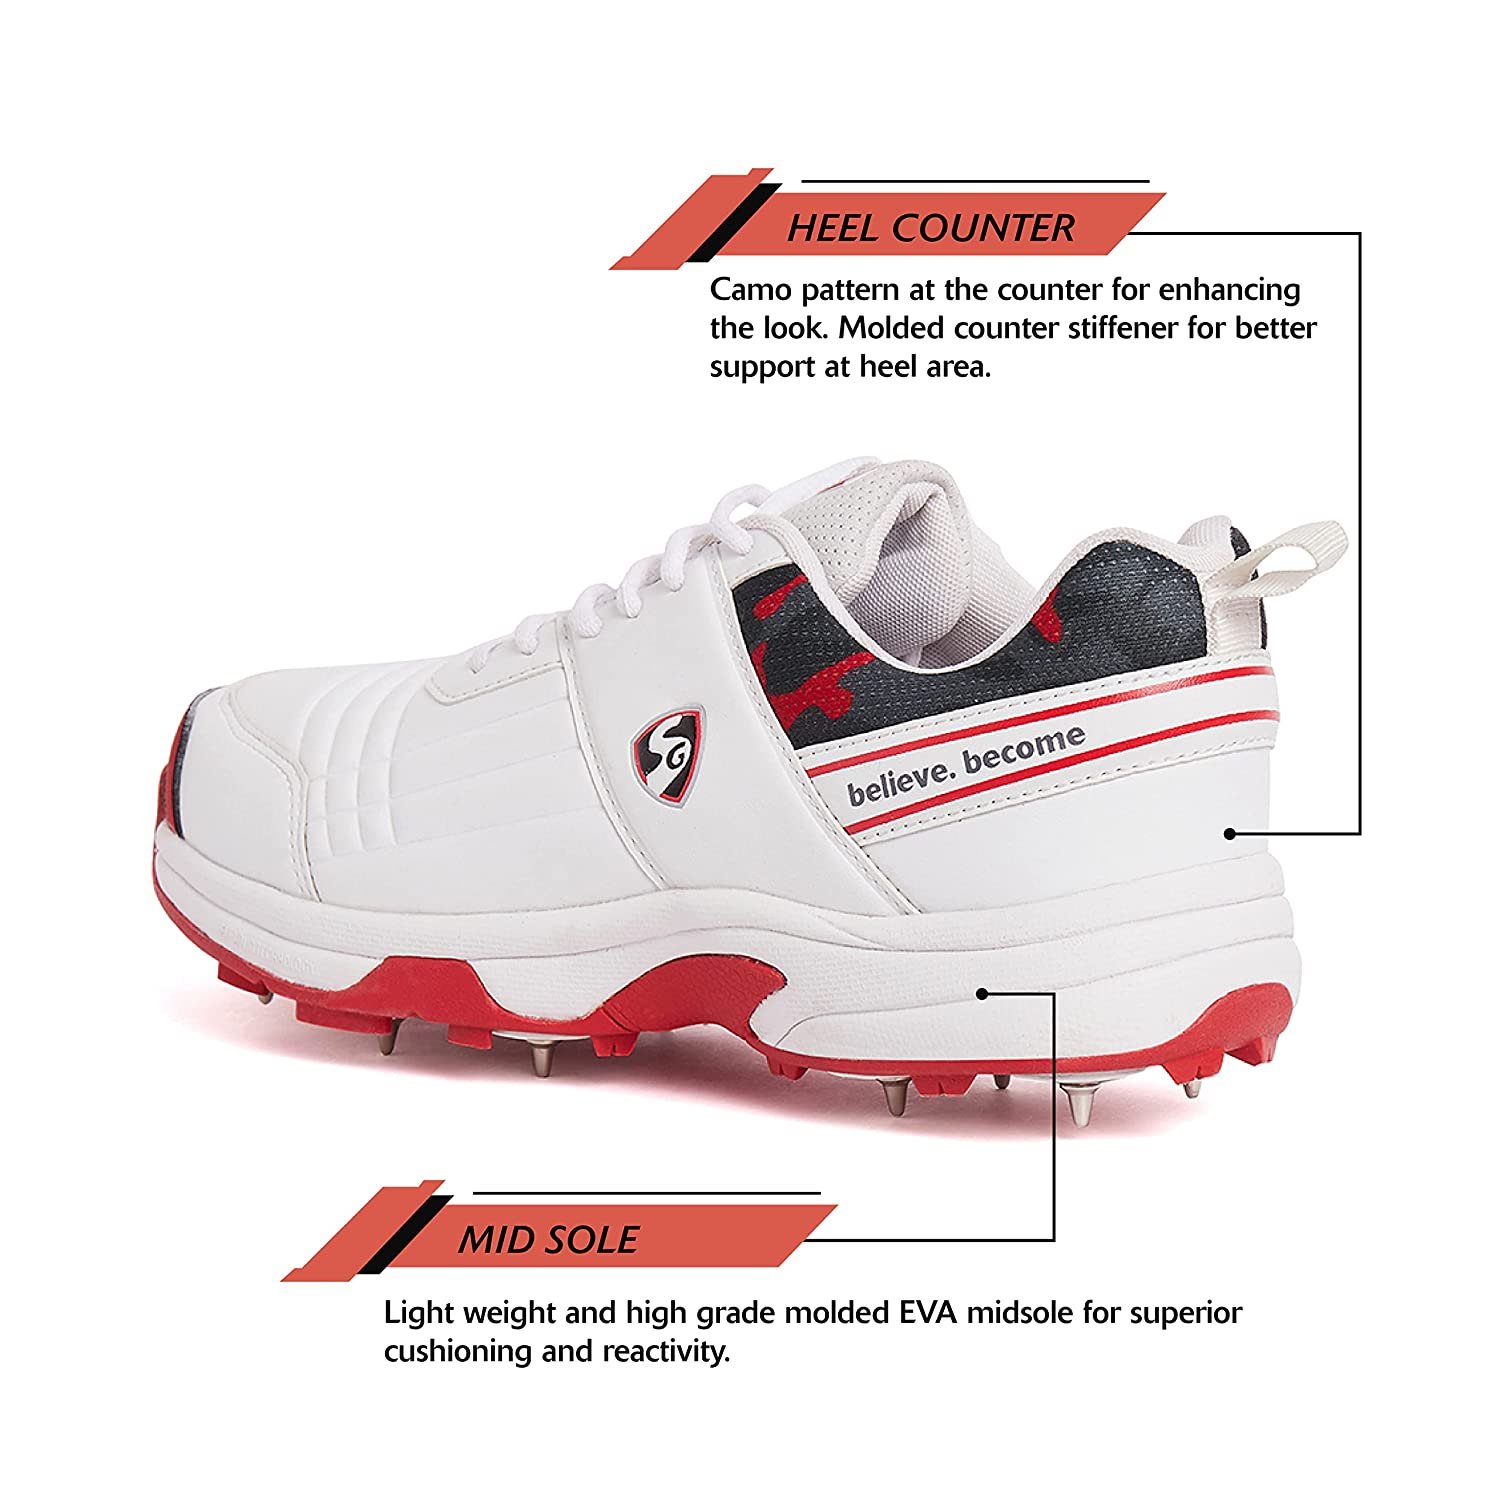 HEEL COUNTER
Camo pattern at the counter for enhancing
the look. Molded counter stiffener for better
support at heel area.
SG
believe. become
MID SOLE
Light weight and high grade molded EVA midsole for superior
cushioning and reactivity.